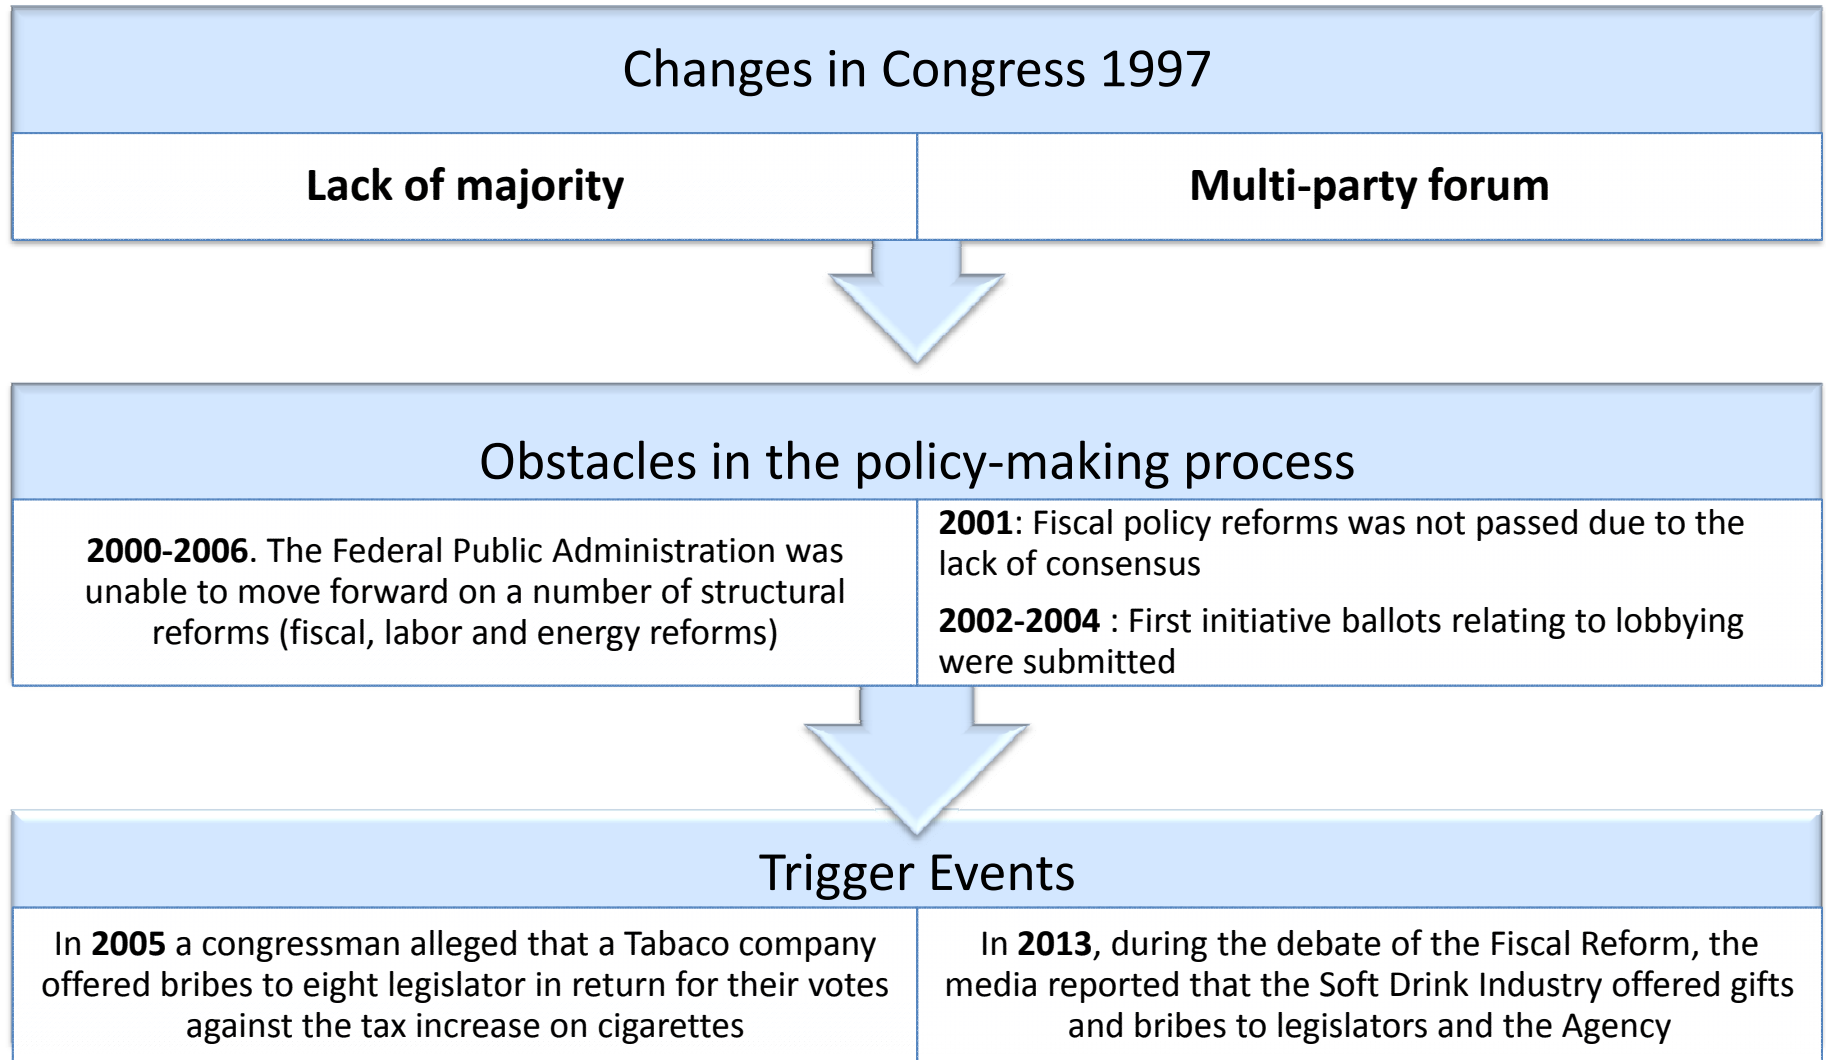 Changes in Congress 1997
Lack of majority
Multi-party forum
Obstacles in the policy-making process
2000-2006. The Federal Public Administration was
unable to move forward on a number of structural
reforms (fiscal, labor and energy reforms)
2001: Fiscal policy reforms was not passed due to the
lack of consensus
2002-2004 : First initiative ballots relating to lobbying
were submitted
Trigger Events
In 2005 a congressman alleged that a Tabaco company
offered bribes to eight legislator in return for their votes
against the tax increase on cigarettes
In 2013, during the debate of the Fiscal Reform, the
media reported that the Soft Drink Industry offered gifts
and bribes to legislators and the Agency